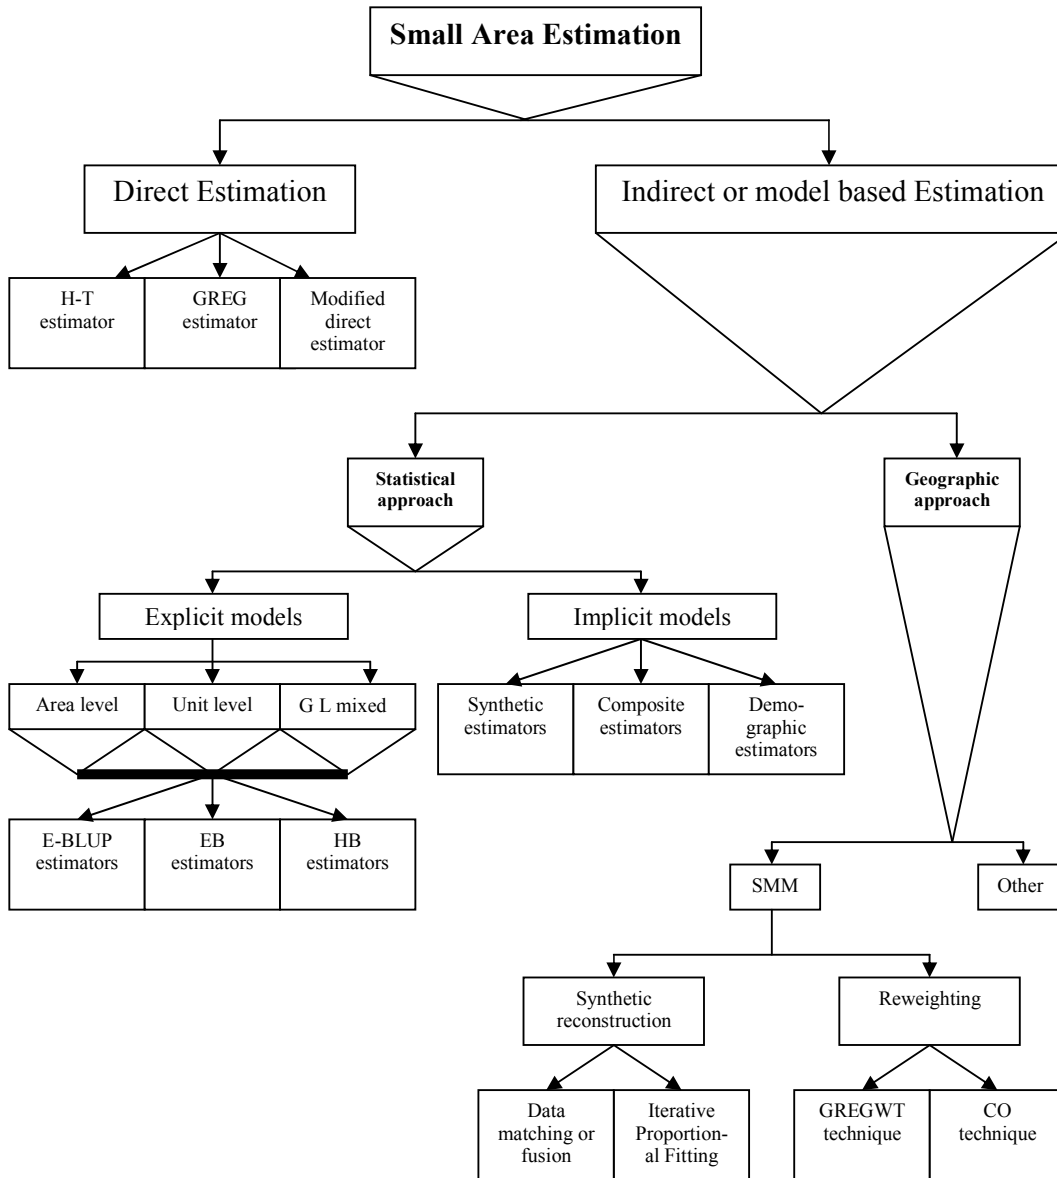 Small Area Estimation
Direct Estimation
Indirect or model based Estimation
H-T
estimator
GREG
estimator
Modified
direct
estimator
Statistical
approach
Geographic
approach
Explicit models
Implicit models
Area level
Unit level
G L mixed
Synthetic
estimators
Composite
estimators
Demo-
graphic
estimators
E-BLUP
estimators
EB
estimators
HB
estimators
SMM
Other
Synthetic
reconstruction
Reweighting
Data
matching or
fusion
Iterative
Proportion-
al Fitting
GREGWT
technique
CO
technique